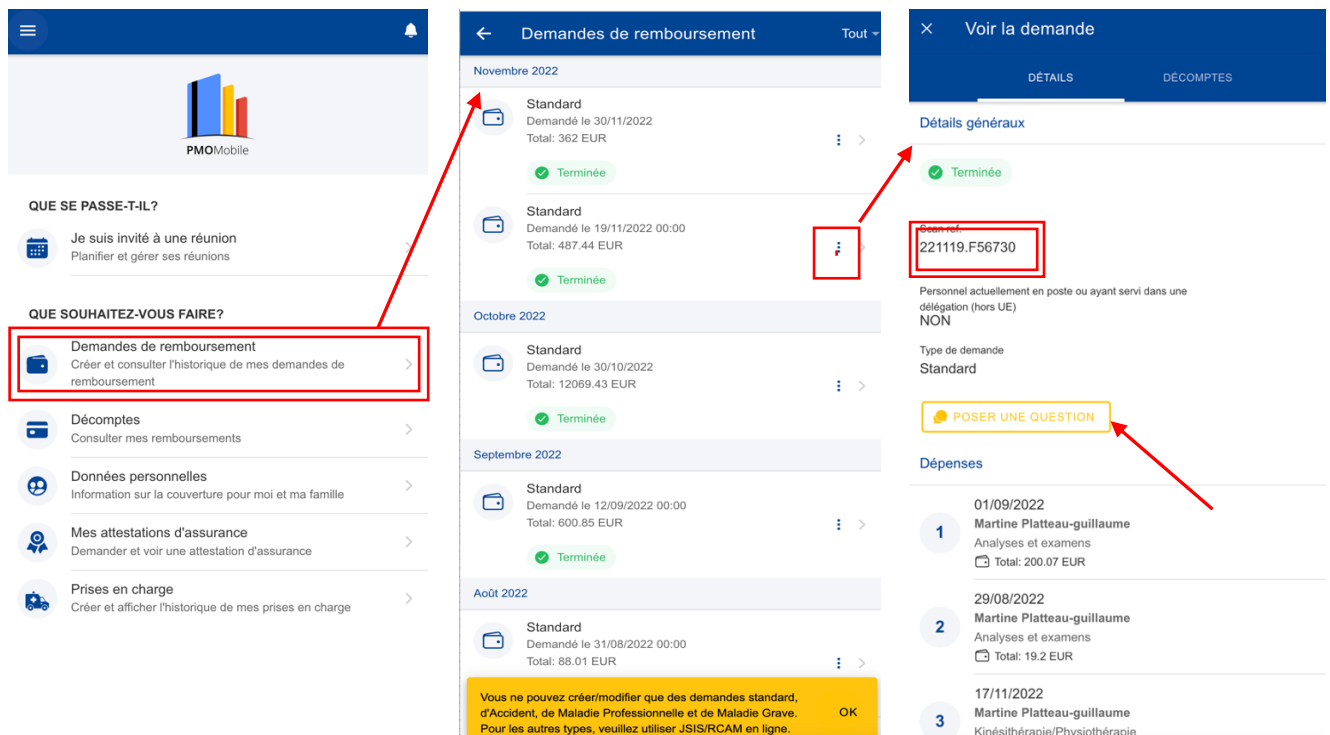 PMOMobile
QUE SE PASSE-T-IL?
Je suis invité à une réunion
Planifier et gérer ses réunions
QUE SOUHAITEZ-VOUS FAIRE?
Demandes de remboursement
Créer et consulter l'historique de mes demandes de
remboursement
Décomptes
Consulter mes remboursements
Données personnelles
Information sur la couverture pour moi et ma famille
Mes attestations d'assurance
Demander et voir une attestation d'assurance
Prises en charge
Créer et afficher l'historique de mes prises en charge
Demandes de remboursement Tout
Novembre 2022
Standard
Demandé le 30/11/2022
Total: 362 EUR
Terminée
Standard
Demandé le 19/11/2022 00:00
Total: 487.44 EUR
Terminée
Octobre 2022
Standard
Demandé le 30/10/2022
Total: 12069.43 EUR
Terminée
Septembre 2022
Standard
Demandé le 12/09/2022 00:00
Total: 600.85 EUR
Terminée
Août 2022
Standard
Demandé le 31/08/2022 00:00
Total: 88.01 EUR
Vous ne pouvez créer/modifier que des demandes standard,
d'Accident, de Maladie Professionnelle et de Maladie Grave.
Pour les autres types, veuillez utiliser JSIS/RCAM en ligne.
OK
Voir la demande
DÉTAILS DÉCOMPTES
Détails généraux
Terminée
Scan ref.
221119.F56730
Personnel actuellement en poste ou ayant servi dans une
délégation (hors UE)
NON
Type de demande
Standard
POSER UNE QUESTION
Dépenses
1
01/09/2022
Martine Platteau-guillaume
Analyses et examens
Total: 200.07 EUR
2
29/08/2022
Martine Platteau-guillaume
Analyses et examens
Total: 19.2 EUR
3
17/11/2022
Martine Platteau-guillaume
Kinésithérapie/Physiothérapie